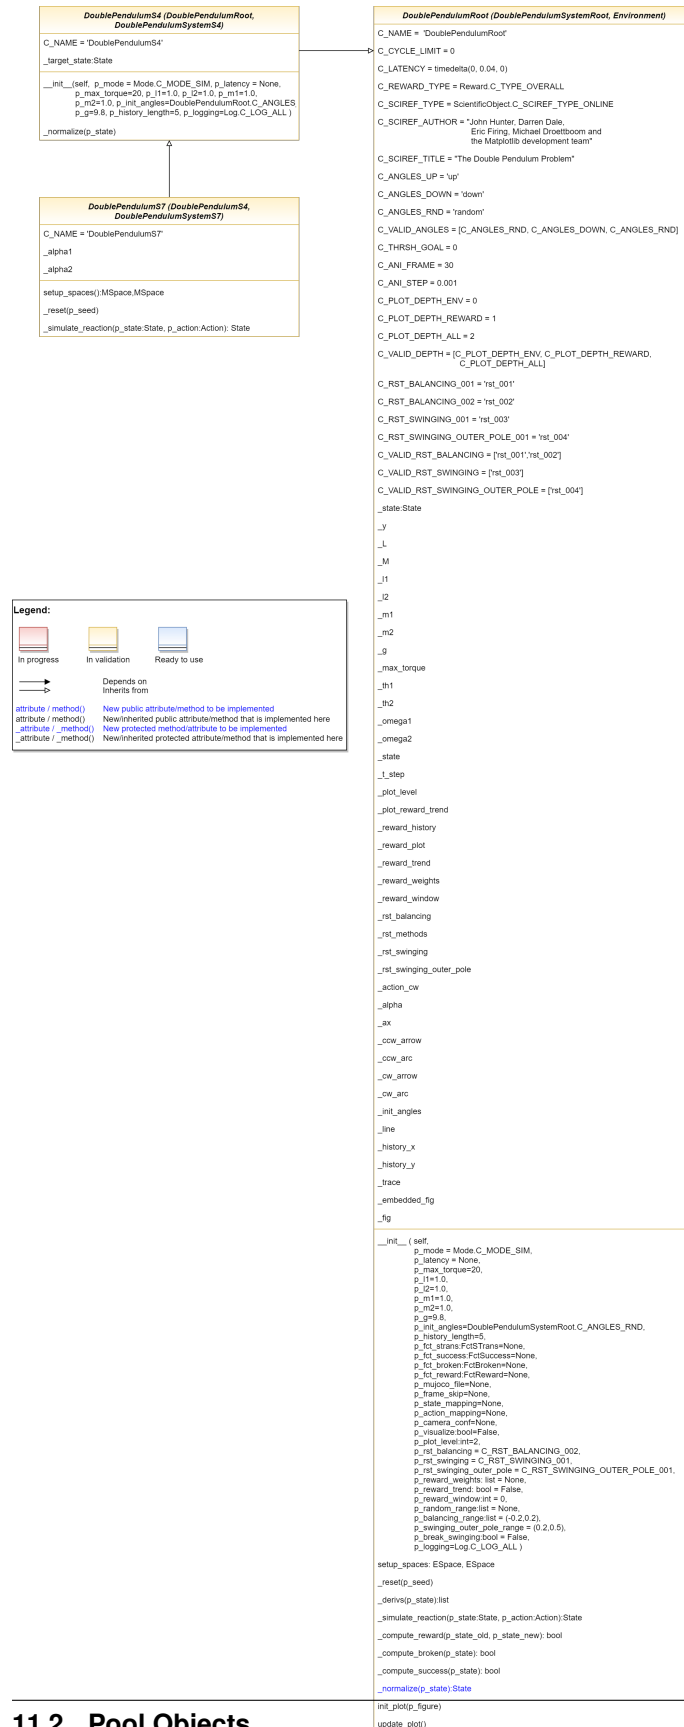 DoublePendulumS4 (DoublePendulumRoot,
DoublePendulumSystemS4)
C_NAME = 'DoublePendulumS4'
_target_state:State
__init__(self, p_mode = Mode.C_MODE_SIM, p_latency = None,
p_max_torque=20, p_l1=1.0, p_l2=1.0, p_m1=1.0,
p_m2=1.0, p_init_angles=DoublePendulumRoot.C_ANGLES_
p_g=9.8, p_history_length=5, p_logging=Log.C_LOG_ALL )
_normalize(p_state)
DoublePendulumS7 (DoublePendulumS4,
DoublePendulumSystemS7)
C_NAME = 'DoublePendulumS7'
_alpha1
_alpha2
setup_spaces():MSpace,MSpace
_reset(p_seed)
_simulate_reaction(p_state:State, p_action:Action): State
Legend:
In progress In validation Ready to use
Depends on
Inherits from
attribute / method() New public attribute/method to be implemented
attribute / method() New/inherited public attribute/method that is implemented here
_attribute / _method() New protected method/attribute to be implemented
_attribute / _method() New/inherited protected attribute/method that is implemented here
DoublePendulumRoot (DoublePendulumSystemRoot, Environment)
C_NAME = 'DoublePendulumRoot'
C_CYCLE_LIMIT = 0
C_LATENCY = timedelta(0, 0.04, 0)
C_REWARD_TYPE = Reward.C_TYPE_OVERALL
C_SCIREF_TYPE = ScientificObject.C_SCIREF_TYPE_ONLINE
C_SCIREF_AUTHOR = "John Hunter, Darren Dale,
Eric Firing, Michael Droettboom and
the Matplotlib development team"
C_SCIREF_TITLE = "The Double Pendulum Problem"
C_ANGLES_UP = 'up'
C_ANGLES_DOWN = 'down'
C_ANGLES_RND = 'random'
C_VALID_ANGLES = [C_ANGLES_RND, C_ANGLES_DOWN, C_ANGLES_RND]
C_THRSH_GOAL = 0
C_ANI_FRAME = 30
C_ANI_STEP = 0.001
C_PLOT_DEPTH_ENV = 0
C_PLOT_DEPTH_REWARD = 1
C_PLOT_DEPTH_ALL = 2
C_VALID_DEPTH = [C_PLOT_DEPTH_ENV, C_PLOT_DEPTH_REWARD,
C_PLOT_DEPTH_ALL]
C_RST_BALANCING_001 = 'rst_001'
C_RST_BALANCING_002 = 'rst_002'
C_RST_SWINGING_001 = 'rst_003'
C_RST_SWINGING_OUTER_POLE_001 = 'rst_004'
C_VALID_RST_BALANCING = ['rst_001','rst_002']
C_VALID_RST_SWINGING = ['rst_003']
C_VALID_RST_SWINGING_OUTER_POLE = ['rst_004']
_state:State
_y
_L
_M
_l1
_l2
_m1
_m2
_g
_max_torque
_th1
_th2
_omega1
_omega2
_state
_t_step
_plot_level
_plot_reward_trend
_reward_history
_reward_plot
_reward_trend
_reward_weights
_reward_window
_rst_balancing
_rst_methods
_rst_swinging
_rst_swinging_outer_pole
_action_cw
_alpha
_ax
_ccw_arrow
_ccw_arc
_cw_arrow
_cw_arc
_init_angles
_line
_history_x
_history_y
_trace
_embedded_fig
_fig
__init__ ( self,
p_mode = Mode.C_MODE_SIM,
p_latency = None,
p_max_torque=20,
p_l1=1.0,
p_l2=1.0,
p_m1=1.0,
p_m2=1.0,
p_g=9.8,
p_init_angles=DoublePendulumSystemRoot.C_ANGLES_RND,
p_history_length=5,
p_fct_strans:FctSTrans=None,
p_fct_success:FctSuccess=None,
p_fct_broken:FctBroken=None,
p_fct_reward:FctReward=None,
p_mujoco_file=None,
p_frame_skip=None,
p_state_mapping=None,
p_action_mapping=None,
p_camera_conf=None,
p_visualize:bool=False,
p_plot_level:int=2,
p_rst_balancing = C_RST_BALANCING_002,
p_rst_swinging = C_RST_SWINGING_001,
p_rst_swinging_outer_pole = C_RST_SWINGING_OUTER_POLE_001,
p_reward_weights: list = None,
p_reward_trend: bool = False,
p_reward_window:int = 0,
p_random_range:list = None,
p_balancing_range:list = (-0.2,0.2),
p_swinging_outer_pole_range = (0.2,0.5),
p_break_swinging:bool = False,
p_logging=Log.C_LOG_ALL )
setup_spaces: ESpace, ESpace
_reset(p_seed)
_derivs(p_state):list
_simulate_reaction(p_state:State, p_action:Action):State
_compute_reward(p_state_old, p_state_new): bool
_compute_broken(p_state): bool
_compute_success(p_state): bool
_normalize(p_state):State
init_plot(p_figure)
update_plot()
11.2 Pool Objects